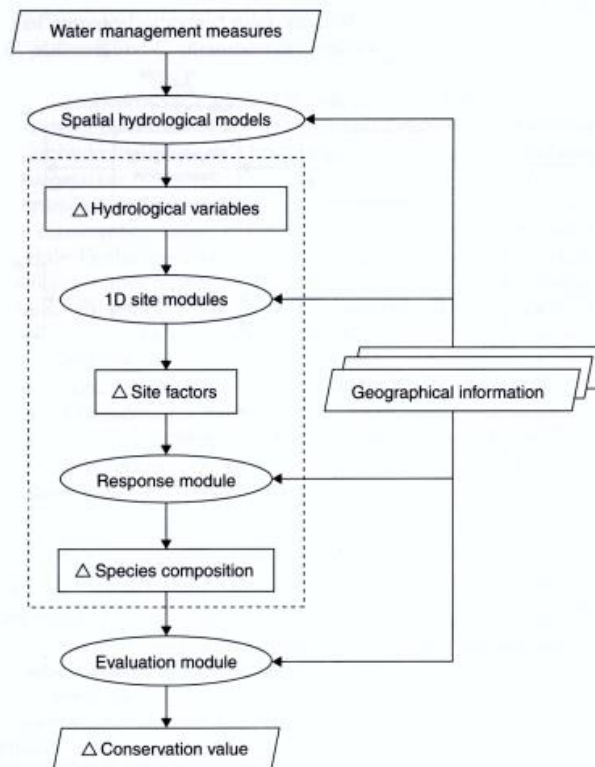 Water management measures
Spatial hydrological models
△ Hydrological variables
1D site modules
△ Site factors
Geographical information
Response module
△ Species composition
Evaluation module
△ Conservation value